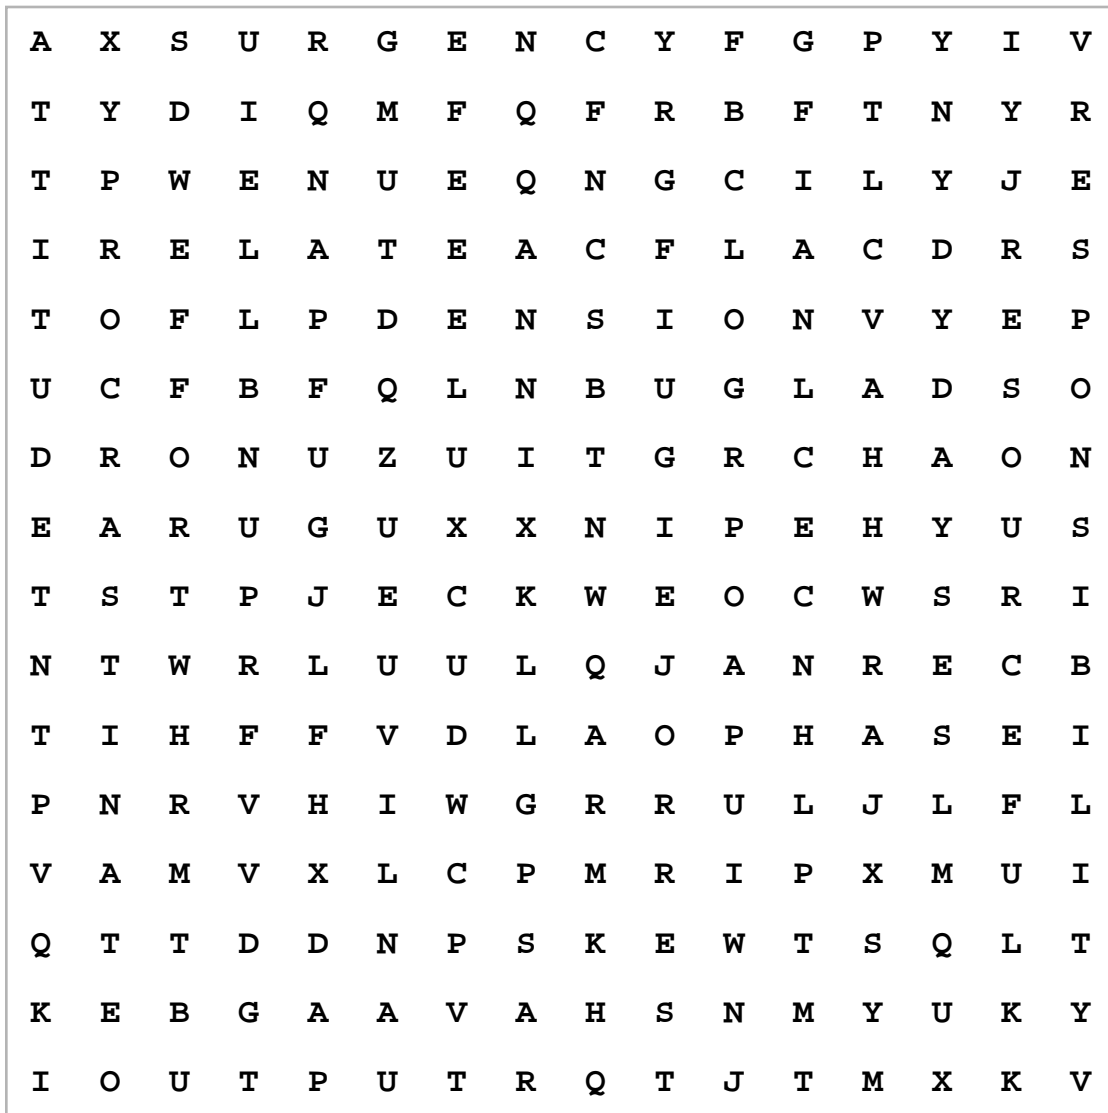 A X S U R G E N C Y F G P Y I V
T Y D I Q M F Q F R B F T N Y R
T P W E N U E Q N G C I L Y J E
I R E L A T E A C F L A C D R S
T O F L P D E N S I O N V Y E P
U C F B F Q L N B U G L A D S O
D R O N U Z U I T G R C H A O N
E A R U G U X X N I P E H Y U S
T S T P J E C K W E O C W S R I
N T W R L U U L Q J A N R E C B
T I H F F V D L A O P H A S E I
P N R V H I W G R R U L J L F L
V A M V X L C P M R I P X M U I
Q T T D D N P S K E W T S Q L T
K E B G A A V A H S N M Y U K Y
I O U T P U T R Q T J T M X K V